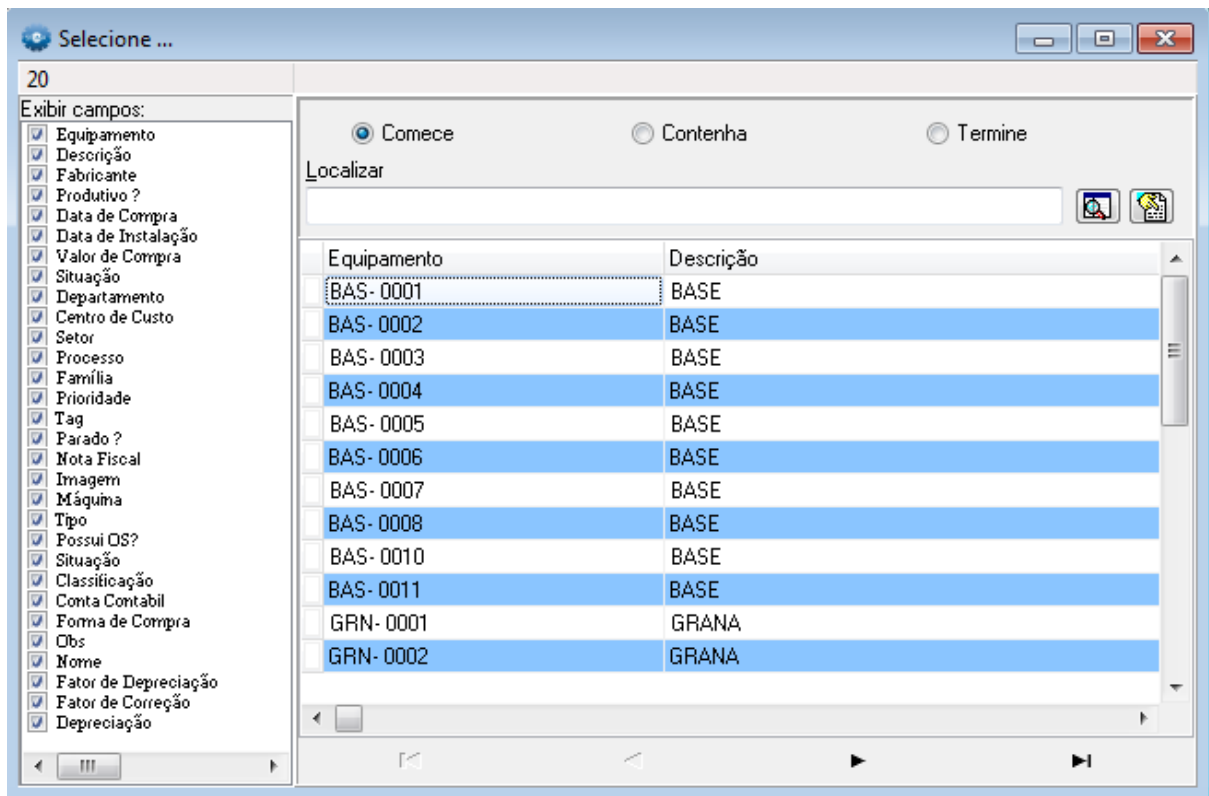 Selecione ...
20
Exibir campos:
Equipamento
Descrição
Fabricante
Produtivo ?
Data de Compra
Data de Instalação
Valor de Compra
Situação
Departamento
Centro de Custo
Setor
Processo
Família
Prioridade
Tag
Parado ?
Nota Fiscal
Imagem
Máquina
Tipo
Possui OS?
Situação
Classificação
Conta Contabil
Forma de Compra
Obs
Nome
Fator de Depreciação
Fator de Correção
Depreciação
Comece Contenha Termine
Localizar
Equipamento Descrição
BAS- 0001 BASE
BAS- 0002 BASE
BAS- 0003 BASE
BAS- 0004 BASE
BAS- 0005 BASE
BAS- 0006 BASE
BAS- 0007 BASE
BAS- 0008 BASE
BAS- 0010 BASE
BAS- 0011 BASE
GRN- 0001 GRANA
GRN- 0002 GRANA